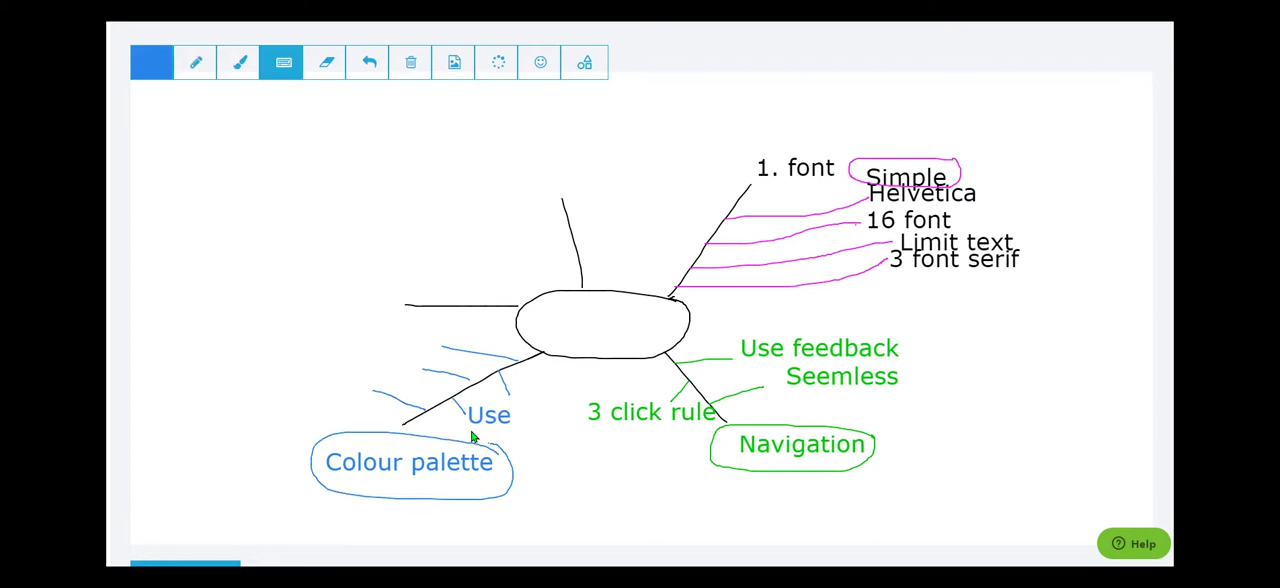 1. font
Simple
Helvetica
16 font
Limit text
3 font serif
Use feedback
Seemless
3 click rule
Use
Navigation
Colour palette
Help